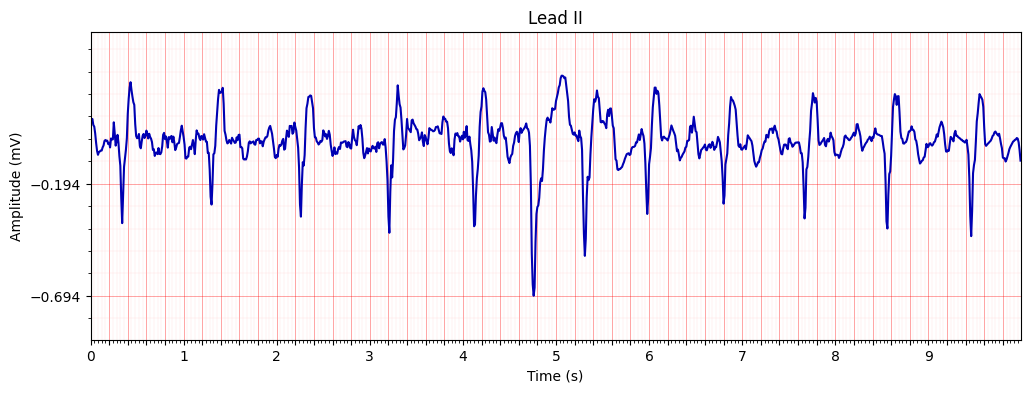 Lead II
Amplitude (mV)
−0.194
−0.694
0 1 2 3 4 5 6 7 8 9
Time (s)